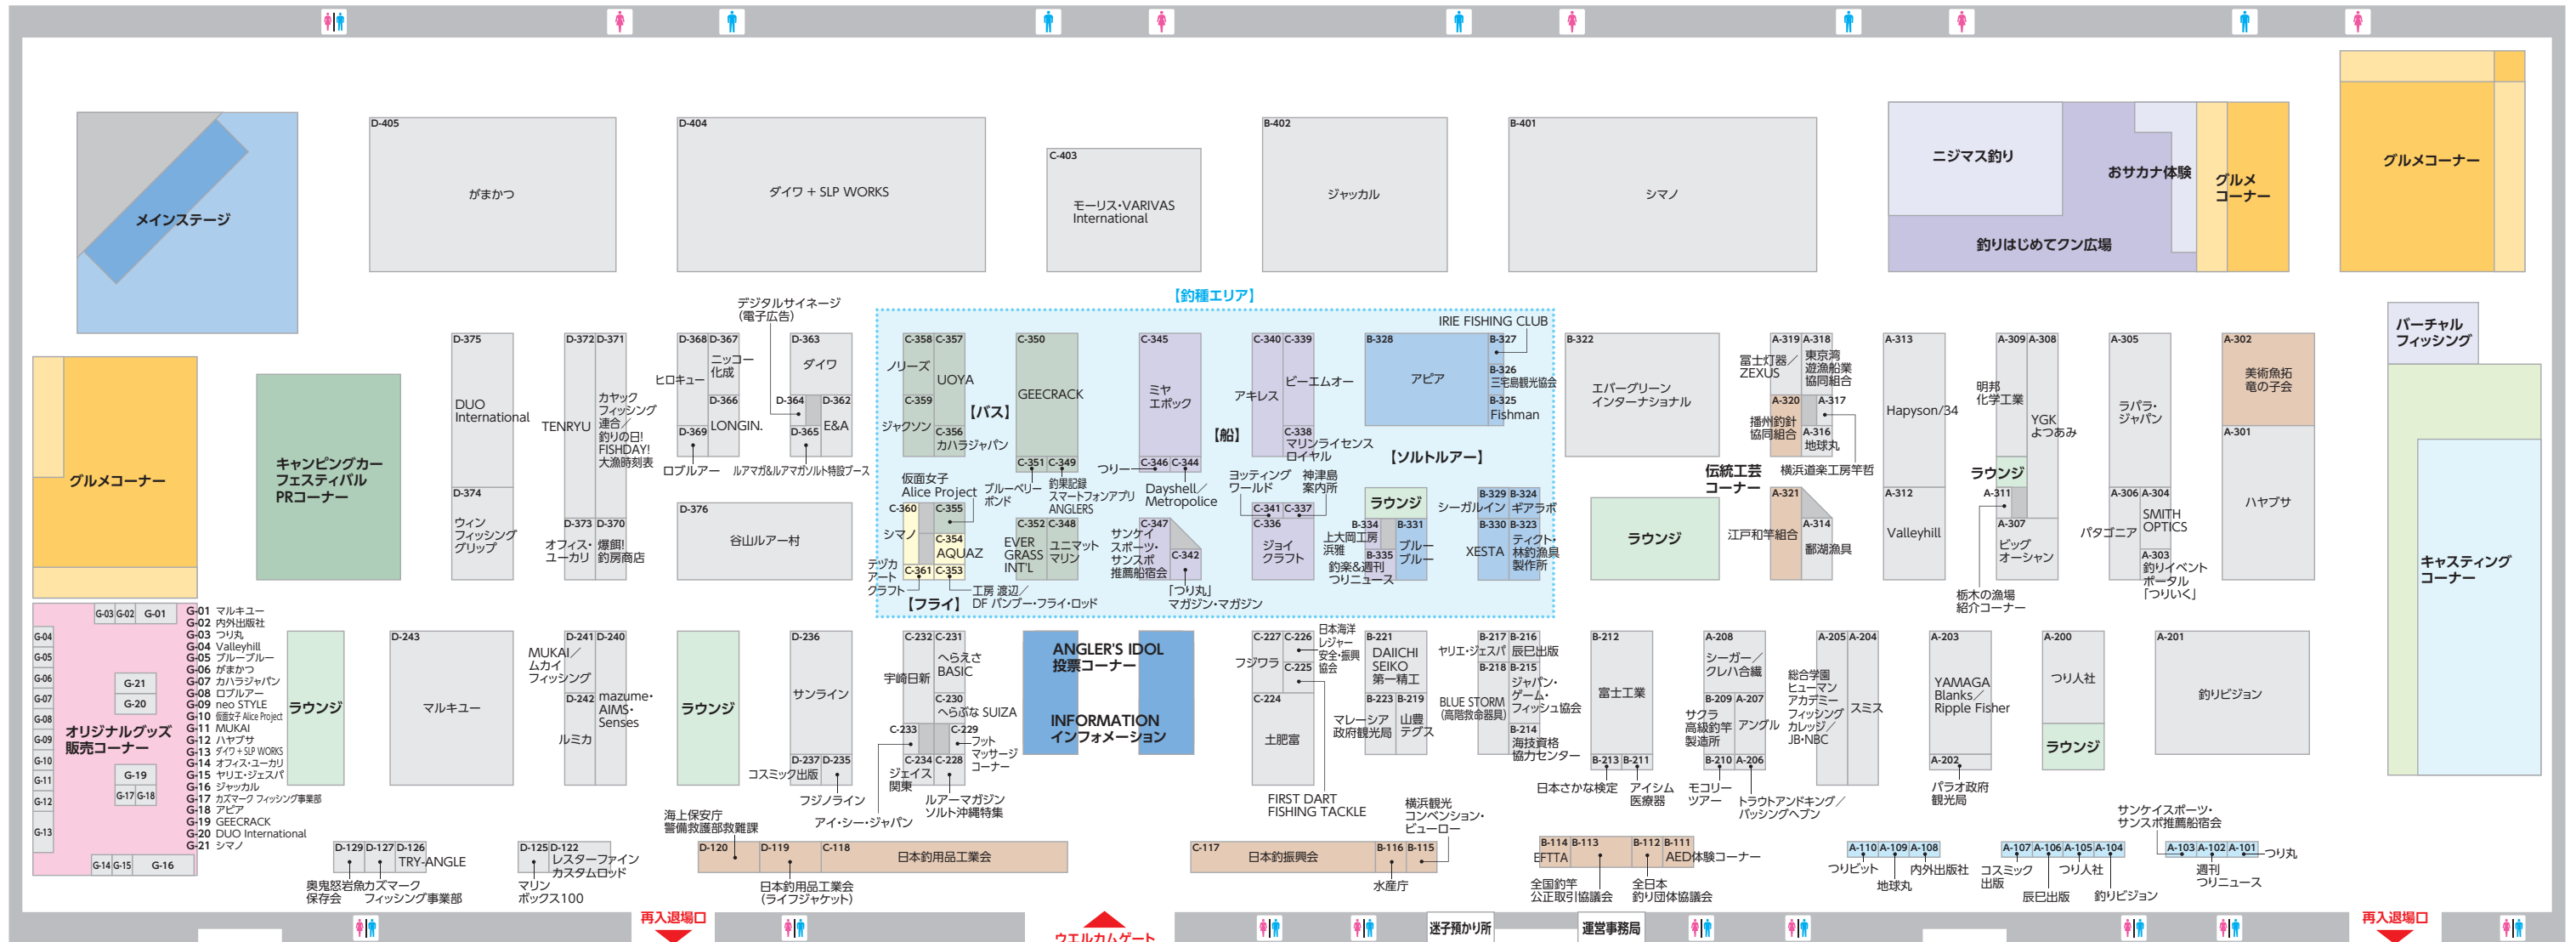 D-405
がまかつ
D-404
ダイワ + SLP WORKS
C-403
モーリス・VARIVAS
International
B-402
ジャッカル
B-401
シマノ
ニジマス釣り
おサカナ体験
釣りはじめてクン広場
グルメ
コーナー
グルメコーナー
メインステージ
グルメコーナー
キャンピングカー
フェスティバル
PRコーナー
D-375
DUO
International
D-374
ウィン
フィッシング
グリップ
D-372
TENRYU
D-371
カヤック
フィッシング
連合／
釣りの日!
FISHDAY!
大漁時刻表
D-373
オフィス・
ユーカリ
D-370
爆餌!
釣房商店
D-368
ヒロキュー
D-367
ニッコー
化成
D-366
LONGIN.
D-369
ロブルアー
デジタルサイネージ
（電子広告）
D-363
ダイワ
D-364
D-362
E&A
D-365
ルアマガ&ルアマガソルト特設ブース
D-376
谷山ルアー村
【釣種エリア】
C-358
ノリーズ
C-357
UOYA
C-359
ジャクソン
C-356
カハラジャパン
【バス】
C-350
GEECRACK
C-351
ブルーベリー
ボンド
C-349
釣果記録
スマートフォンアプリ
ANGLERS
仮面女子
Alice Project
C-360
シマノ
C-355
C-354
AQUAZ
C-361
デヅカ
アート
クラフト
C-353
工房 渡辺／
DF バンブー・フライ・ロッド
【フライ】
C-352
EVER
GRASS
INT'L
C-348
ユニマット
マリン
C-345
ミヤ
エポック
C-346
つりー
C-344
Dayshell／
Metropolice
【船】
C-347
サンケイ
スポーツ・
サンスポ
推薦船宿会
C-342
「つり丸」
マガジン・マガジン
C-340
アキレス
C-339
ビーエムオー
C-338
マリンライセンス
ロイヤル
ヨッティング
ワールド
C-341
神津島
案内所
C-337
C-336
ジョイ
クラフト
B-328
アピア
IRIE FISHING CLUB
B-327
B-326
三宅島観光協会
B-325
Fishman
【ソルトルアー】
ラウンジ
B-334
上大岡工房
浜雅
B-331
ブルー
ブルー
B-335
釣楽&週刊
つりニュース
B-329
シーガルイン
B-324
ギアラボ
B-330
XESTA
B-323
ティクト・
林釣漁具
製作所
B-322
エバーグリーン
インターナショナル
ラウンジ
A-319
冨士灯器／
ZEXUS
A-318
東京湾
遊漁船業
協同組合
A-320
播州釣針
協同組合
A-317
横浜道楽工房竿哲
A-316
地球丸
伝統工芸
コーナー
A-321
江戸和竿組合
A-314
鄱湖漁具
A-313
Hapyson/34
A-312
Valleyhill
A-309
明邦
化学工業
A-308
YGK
よつあみ
ラウンジ
A-311
栃木の漁場
紹介コーナー
A-307
ビッグ
オーシャン
A-305
ラパラ・
ジャパン
A-306
パタゴニア
A-304
SMITH
OPTICS
A-303
釣りイベント
ポータル
「つりいく」
A-302
美術魚拓
竜の子会
A-301
ハヤブサ
バーチャル
フィッシング
キャスティング
コーナー
G-03
G-02
G-01
G-04
G-05
G-06
G-07
G-08
G-09
G-10
G-11
G-12
G-13
G-21
G-20
G-19
G-17
G-18
G-14
G-15
G-16
オリジナルグッズ
販売コーナー
G-01 マルキユー
G-02 内外出版社
G-03 つり丸
G-04 Valleyhill
G-05 ブルーブルー
G-06 がまかつ
G-07 カハラジャパン
G-08 ロブルアー
G-09 neo STYLE
G-10 仮面女子 Alice Project
G-11 MUKAI
G-12 ハヤブサ
G-13 ダイワ + SLP WORKS
G-14 オフィス・ユーカリ
G-15 ヤリエ・ジェスパ
G-16 ジャッカル
G-17 カズマーク フィッシング事業部
G-18 アピア
G-19 GEECRACK
G-20 DUO International
G-21 シマノ
ラウンジ
D-243
マルキユー
D-241
MUKAI／
ムカイ
フィッシング
D-240
mazume・
AIMS・
Senses
D-242
ルミカ
ラウンジ
D-236
サンライン
D-237
コスミック出版
D-235
フジノライン
C-232
宇崎日新
C-231
へらえさ
BASIC
C-230
へらぶな SUIZA
C-233
アイ・シー・ジャパン
C-229
フット
マッサージ
コーナー
C-234
ジェイス
関東
C-228
ルアーマガジン
ソルト沖縄特集
ANGLER'S IDOL
投票コーナー
INFORMATION
インフォメーション
C-227
フジワラ
C-226
日本海洋
レジャー
安全・振興
協会
C-225
FIRST DART
FISHING TACKLE
C-224
土肥富
B-221
DAIICHI
SEIKO
第一精工
B-223
マレーシア
政府観光局
B-219
山豊
テグス
B-217
ヤリエ・ジェスパ
B-216
辰巳出版
B-218
BLUE STORM
（高階救命器具）
B-215
ジャパン・
ゲーム・
フィッシュ協会
B-214
海技資格
協力センター
B-212
富士工業
B-213
日本さかな検定
B-211
アイシム
医療器
A-208
シーガー／
クレハ合繊
B-209
サクラ
高級釣竿
製造所
A-207
アングル
B-210
モコリー
ツアー
A-206
トラウトアンドキング／
バッシングヘブン
A-205
総合学園
ヒューマン
アカデミー
フィッシング
カレッジ／
JB・NBC
A-204
スミス
A-203
YAMAGA
Blanks／
Ripple Fisher
A-202
パラオ政府
観光局
A-200
つり人社
ラウンジ
A-201
釣りビジョン
D-129
奥鬼怒岩魚
保存会
D-127
カズマーク
フィッシング事業部
D-126
TRY-ANGLE
D-125
マリン
ボックス100
D-122
レスターファイン
カスタムロッド
海上保安庁
警備救護部救難課
D-120
D-119
日本釣用品工業会
（ライフジャケット）
C-118
日本釣用品工業会
C-117
日本釣振興会
B-116
水産庁
B-115
横浜観光
コンベンション・
ビューロー
B-114
EFTTA
B-113
全国釣竿
公正取引協議会
B-112
全日本
釣り団体協議会
B-111
AED体験コーナー
A-110
つりビット
A-109
地球丸
A-108
内外出版社
A-107
コスミック
出版
A-106
辰巳出版
A-105
つり人社
A-104
釣りビジョン
サンケイスポーツ・
サンスポ推薦船宿会
A-103
A-102
週刊
つりニュース
A-101
つり丸
再入退場口
ウエルカムゲート
迷子預かり所
運営事務局
再入退場口